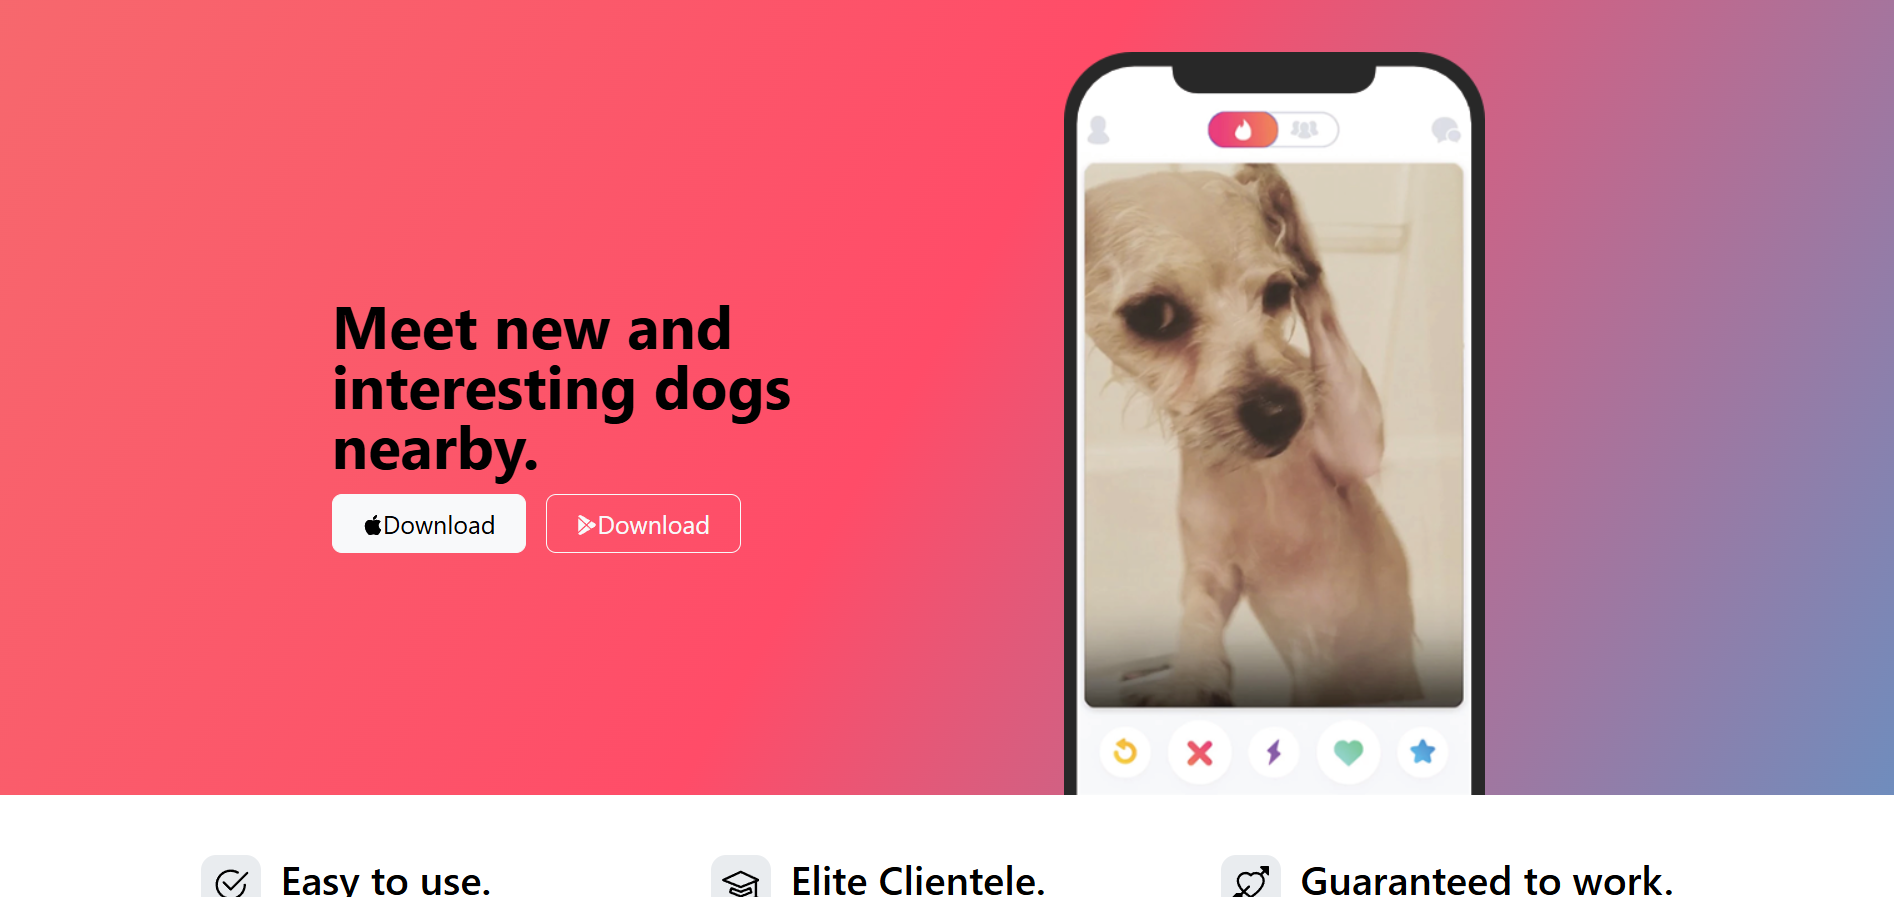 Meet new and
interesting dogs
nearby.
Download
Download
Easy to use.
Elite Clientele.
Guaranteed to work.